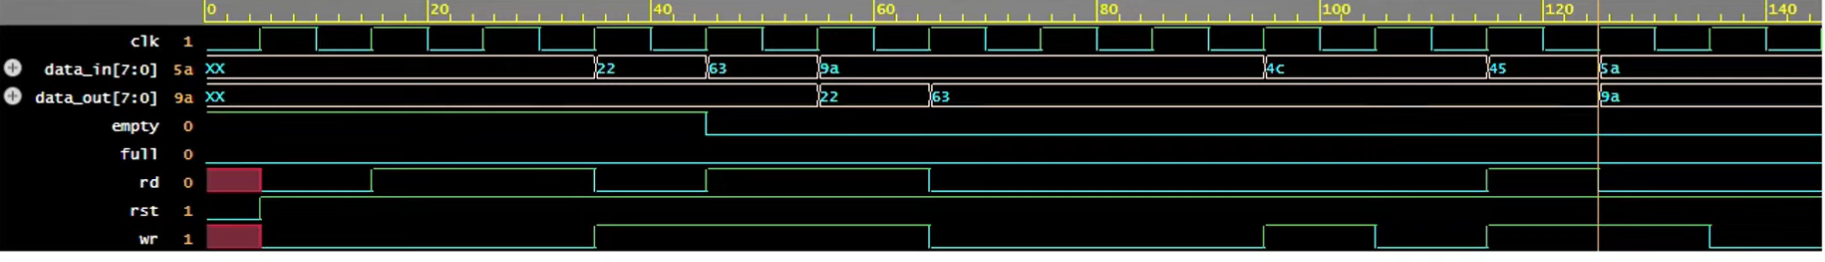 0 20 40 60 80 100 120 140
clk 1
data_in[7:0] 5a XX 22 63 9a 4c 45 5a
data_out[7:0] 9a XX 22 63 9a
empty 0
full 0
rd 0
rst 1
wr 1